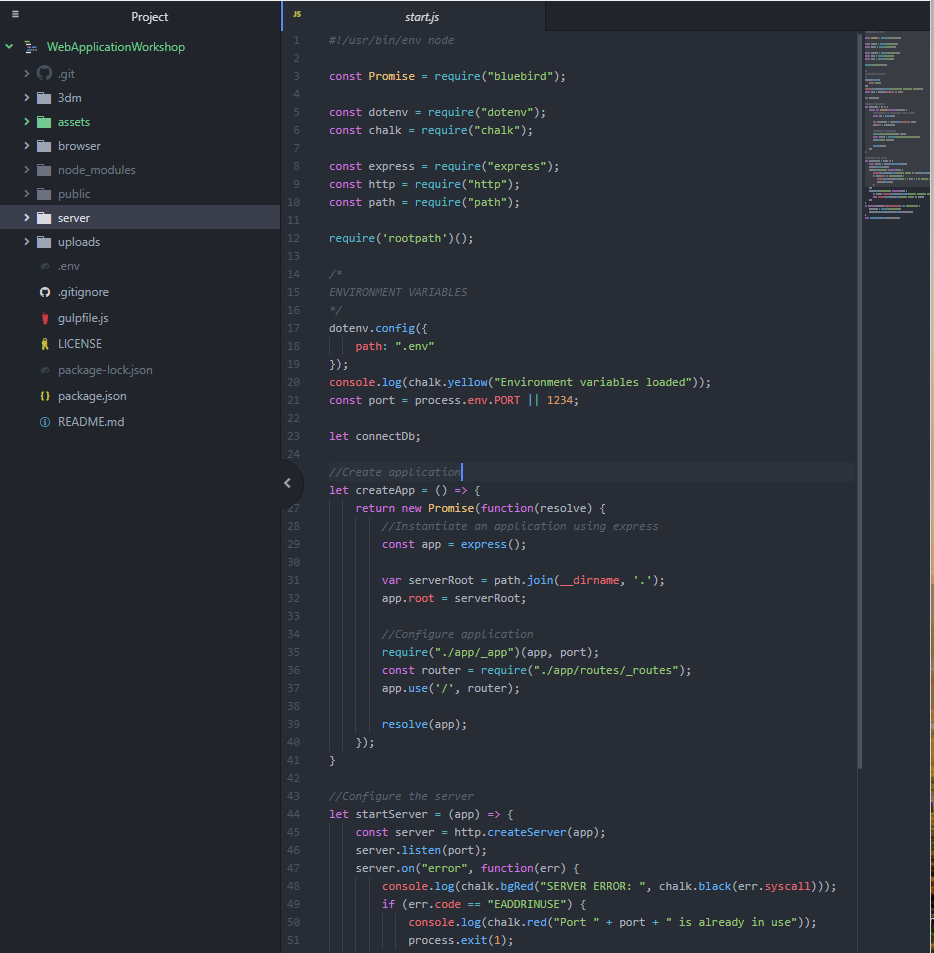 Project
WebApplicationWorkshop
.git
3dm
assets
browser
node_modules
public
server
uploads
.env
.gitignore
gulpfile.js
LICENSE
package-lock.json
package.json
README.md
JS start.js
1 #!/usr/bin/env node
2
3 const Promise = require("bluebird");
4
5 const dotenv = require("dotenv");
6 const chalk = require("chalk");
7
8 const express = require("express");
9 const http = require("http");
10 const path = require("path");
11
12 require('rootpath')();
13
14 /*
15 ENVIRONMENT VARIABLES
16 */
17 dotenv.config({
18 path: ".env"
19 });
20 console.log(chalk.yellow("Environment variables loaded"));
21 const port = process.env.PORT || 1234;
22
23 let connectDb;
24
//Create application
let createApp = () => {
27 return new Promise(function(resolve) {
28 //Instantiate an application using express
29 const app = express();
30
31 var serverRoot = path.join(__dirname, '.');
32 app.root = serverRoot;
33
34 //Configure application
35 require("./app/_app")(app, port);
36 const router = require("./app/routes/_routes");
37 app.use('/', router);
38
39 resolve(app);
40 });
41 }
42
43 //Configure the server
44 let startServer = (app) => {
45 const server = http.createServer(app);
46 server.listen(port);
47 server.on("error", function(err) {
48 console.log(chalk.bgRed("SERVER ERROR: ", chalk.black(err.syscall)));
49 if (err.code == "EADDRINUSE") {
50 console.log(chalk.red("Port " + port + " is already in use"));
51 process.exit(1);